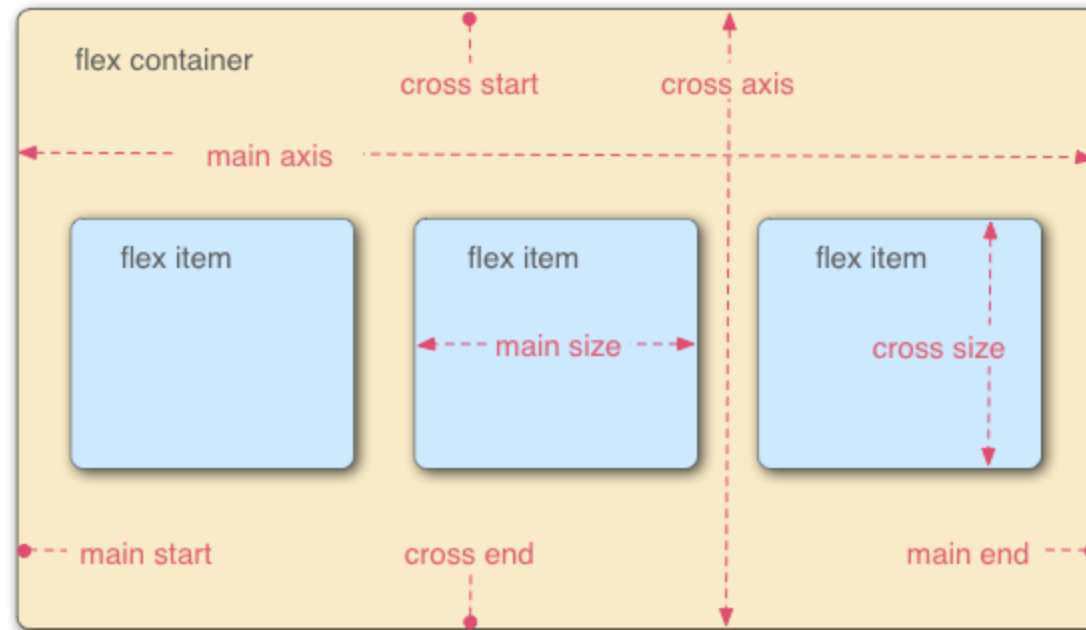 flex container
cross start
cross axis
main axis
flex item
flex item
flex item
main size
cross size
main start
cross end
main end